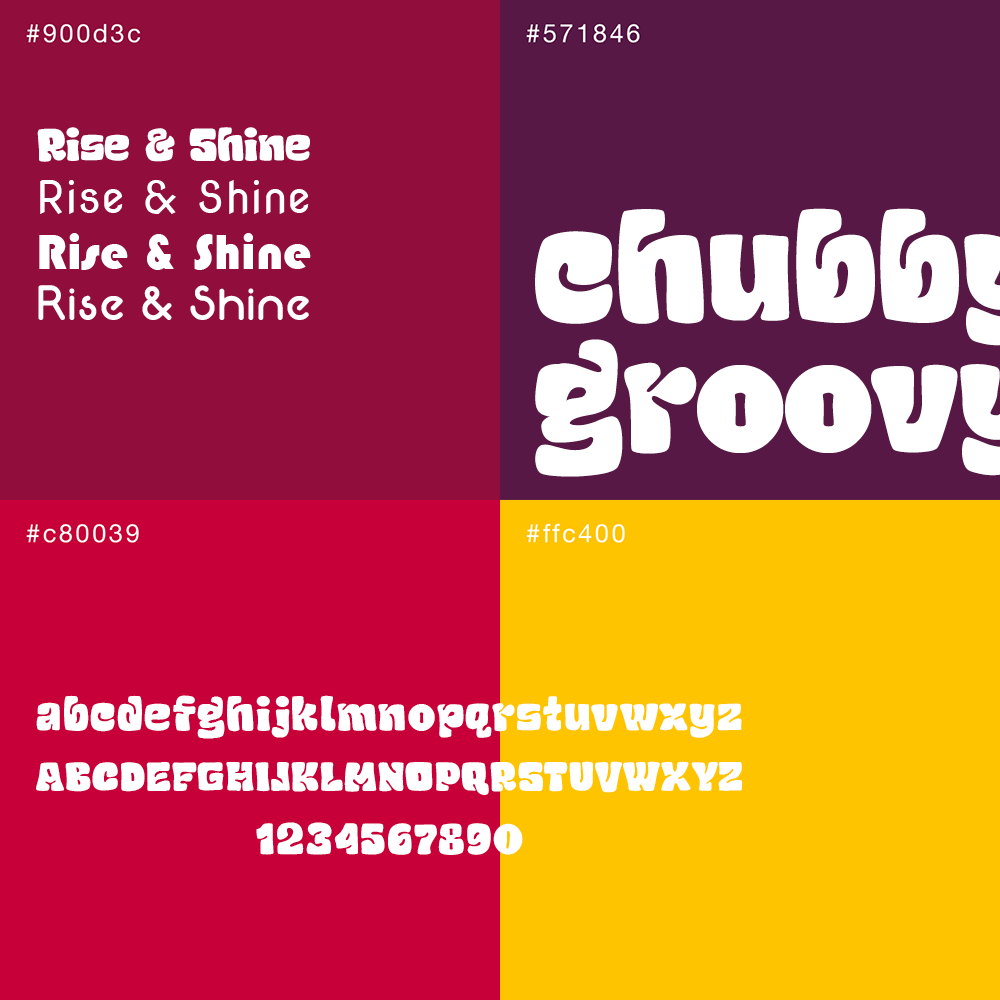 #900d3c
Rise & Shine
Rise & Shine
Rise & Shine
Rise & Shine
#571846
chubby
groovy
#c80039
#ffc400
abcdefghijklmnopqrstuvwxyz
ABCDEFGHIJKLMNOPQRSTUVWXYZ
1234567890